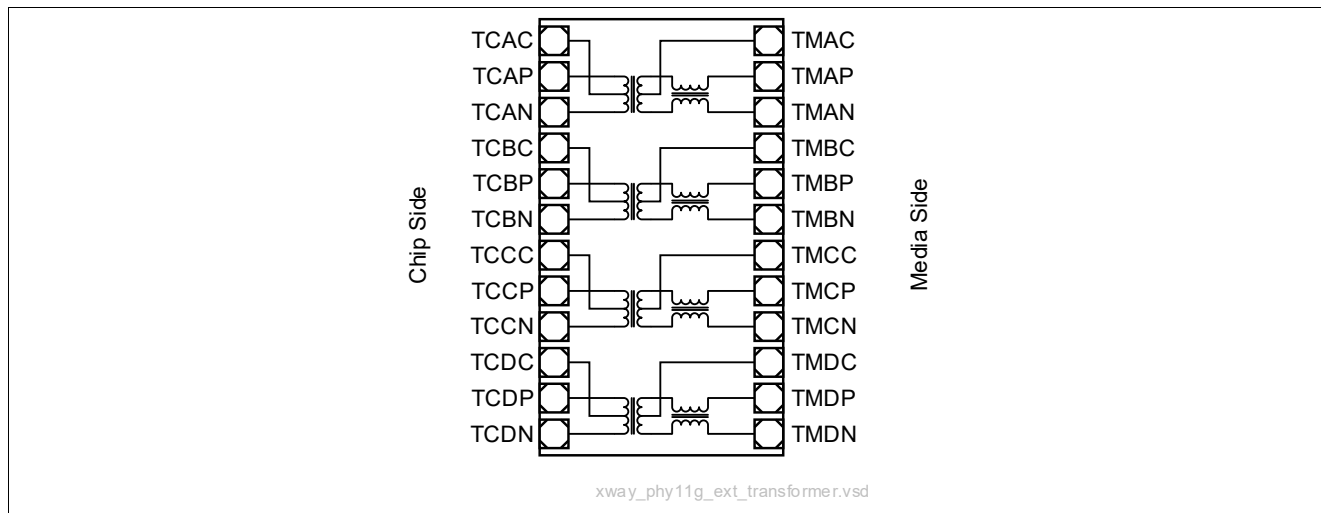 TCAC
TMAC
TCAP
TMAP
TCAN
TMAN
TCBC
TMBC
TCBP
TMBP
TCBN
TMBN
TCCC
TMCC
TCCP
TMCP
TCCN
TMCN
TCDC
TMDC
TCDP
TMDP
TCDN
TMDN
Chip Side
Media Side
xway_phy11g_ext_transformer.vsd